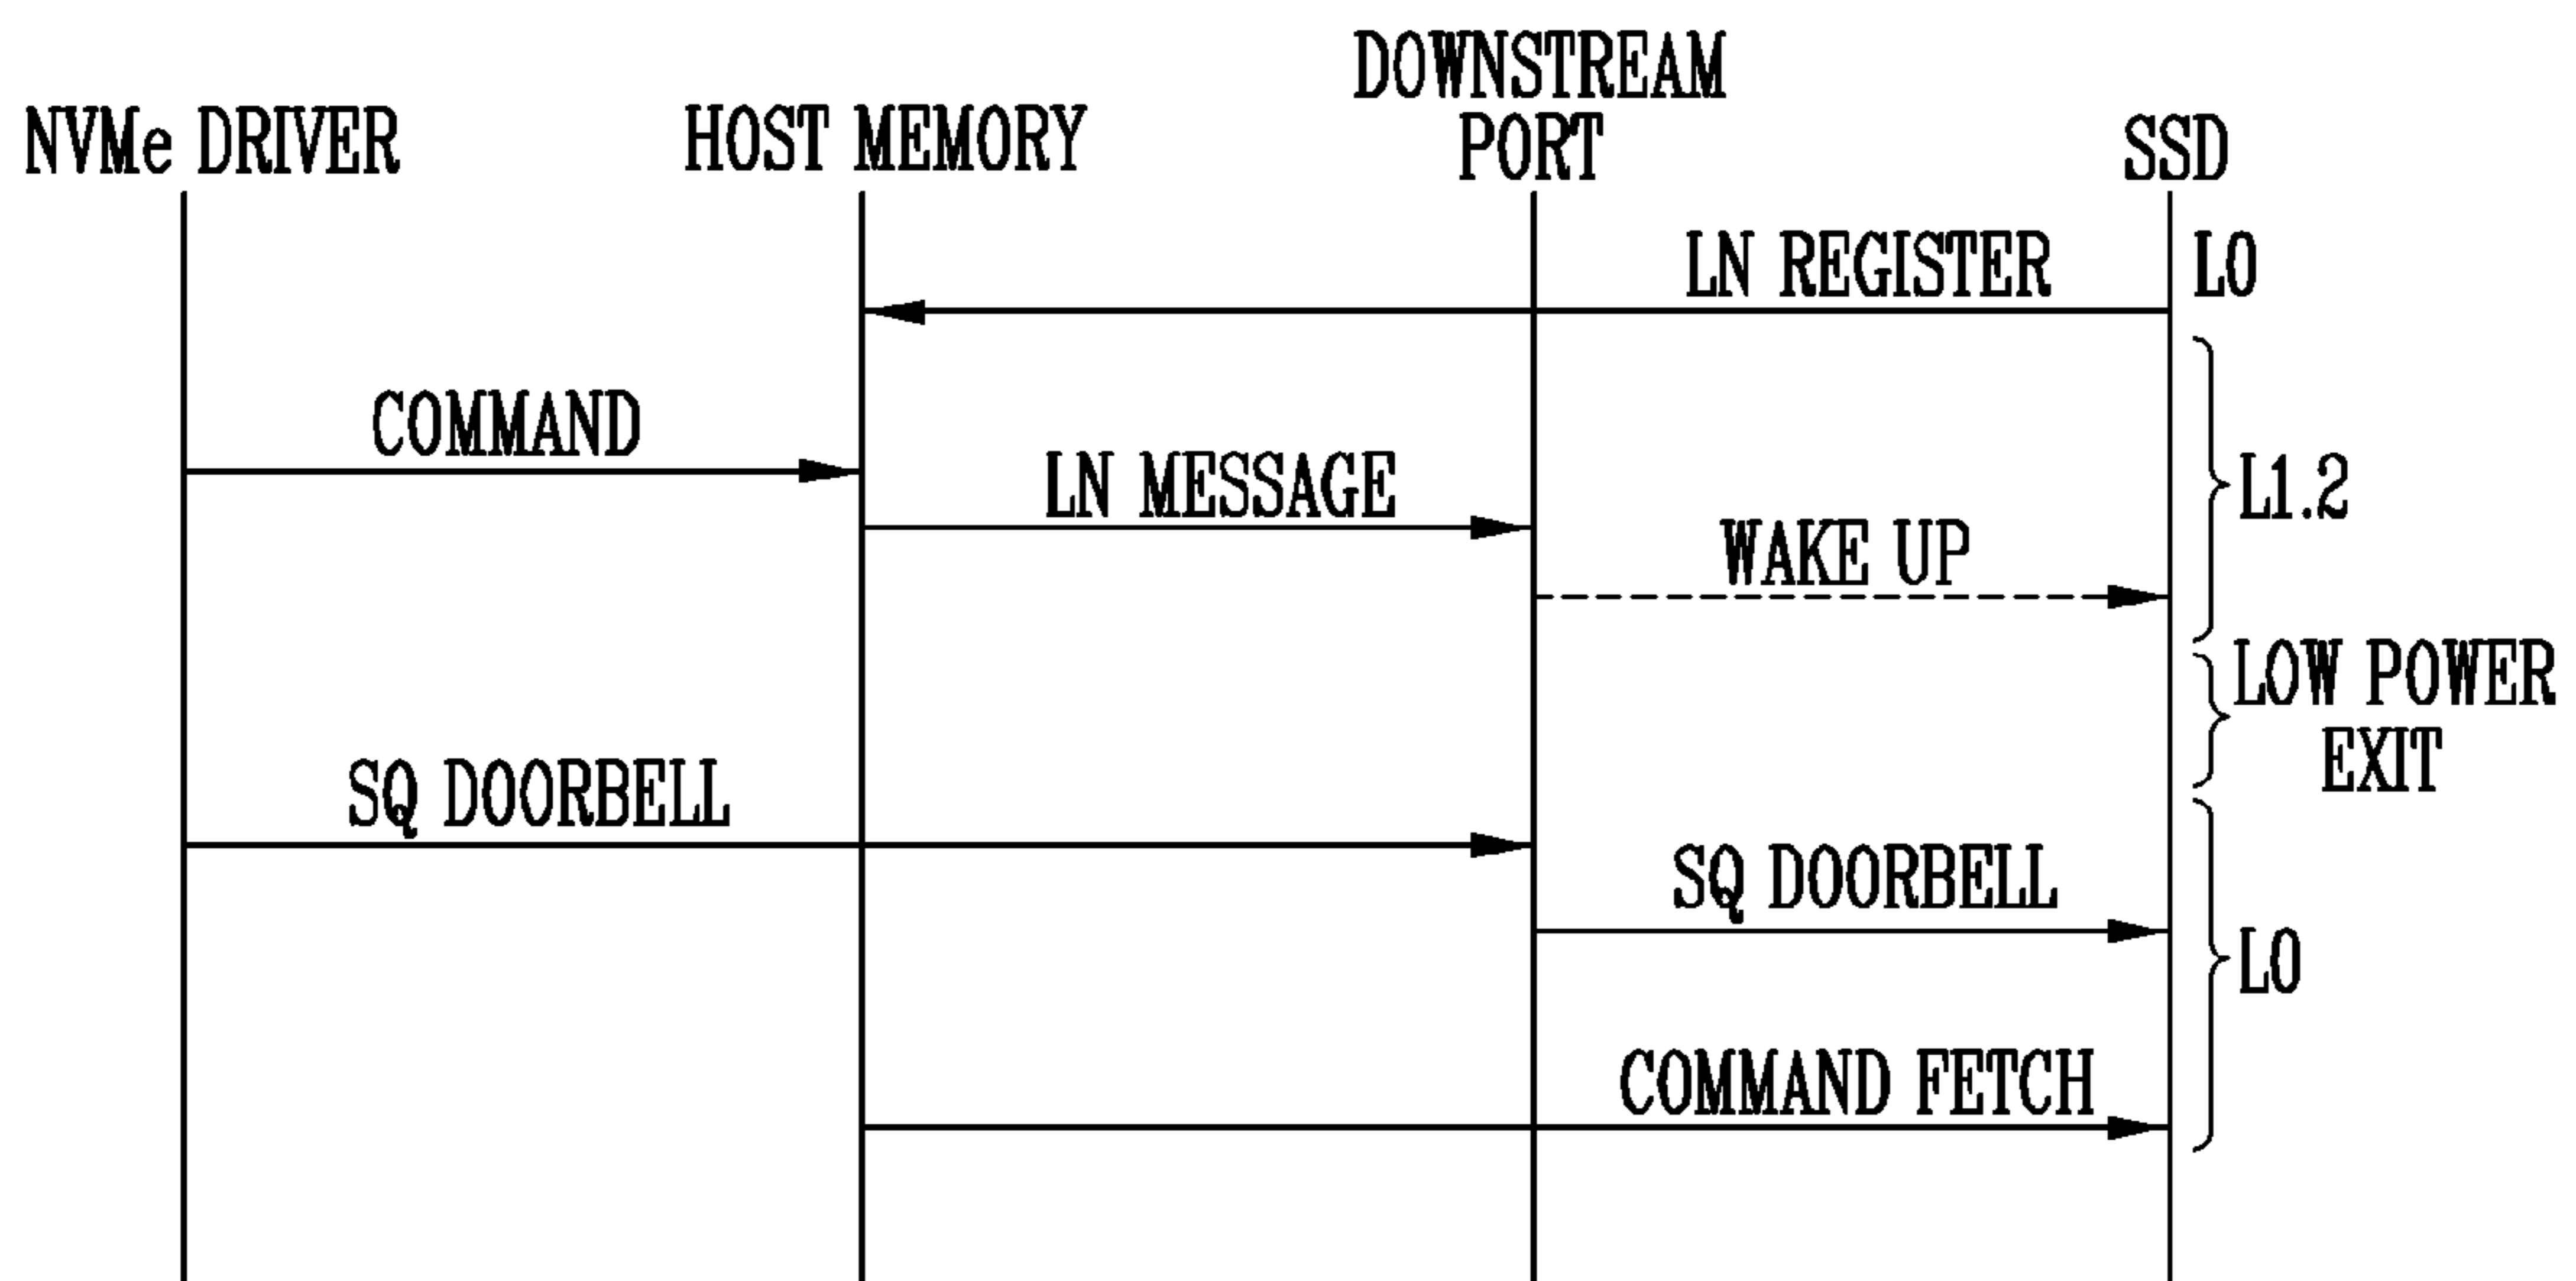 NVMe DRIVER
HOST MEMORY
DOWNSTREAM
PORT
SSD
LN REGISTER
L0
COMMAND
LN MESSAGE
L1.2
WAKE UP
LOW POWER
EXIT
SQ DOORBELL
SQ DOORBELL
L0
COMMAND FETCH